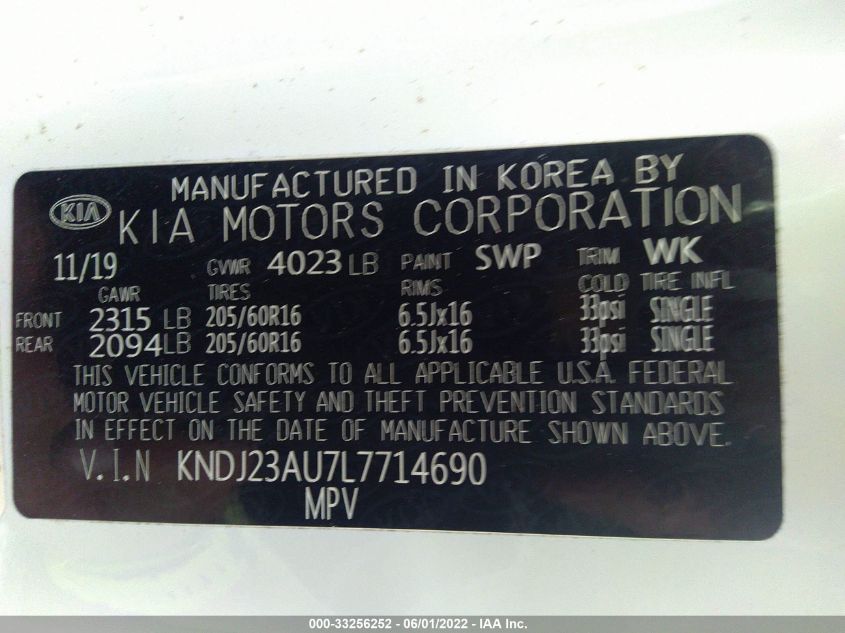 MANUFACTURED IN KOREA BY
KIA KIA MOTORS CORPORATION
11/19 GVWR 4023 LB PAINT SWP TRIM WK
GAWR TIRES RIMS COLD TIRE INFL
FRONT 2315 LB 205/60R16 6.5Jx16 33psi SINGLE
REAR 2094LB 205/60R16 6.5Jx16 33psi SINGLE
THIS VEHICLE CONFORMS TO ALL APPLICABLE U.S.A. FEDERAL
MOTOR VEHICLE SAFETY AND THEFT PREVENTION STANDARDS
IN EFFECT ON THE DATE OF MANUFACTURE SHOWN ABOVE.
V.I.N KNDJ23AU7L7714690
MPV
000-33256252 - 06/01/2022 - IAA Inc.